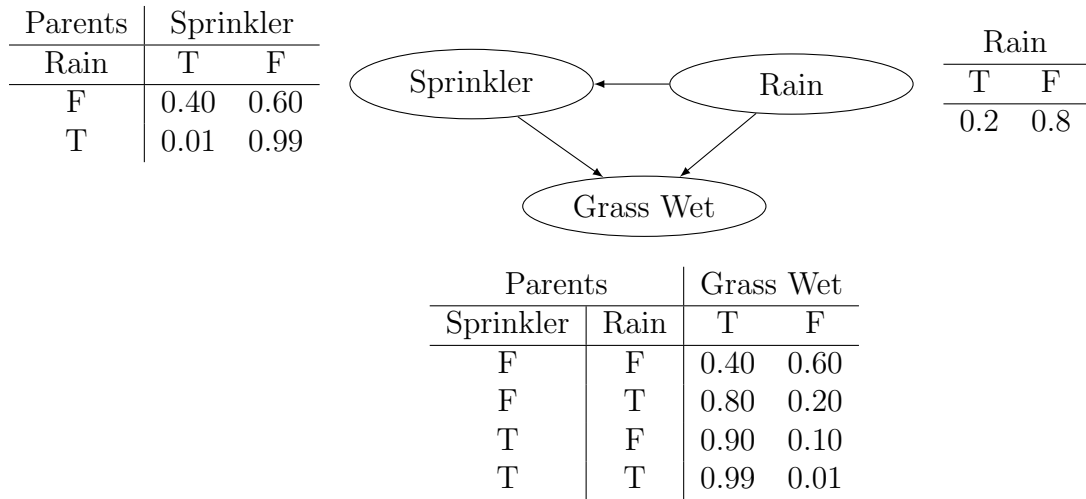 Parents Sprinkler
Rain T F
F 0.40 0.60
T 0.01 0.99
Sprinkler
Rain
Rain
T F
0.2 0.8
Grass Wet
Parents Grass Wet
Sprinkler Rain T F
F F 0.40 0.60
F T 0.80 0.20
T F 0.90 0.10
T T 0.99 0.01